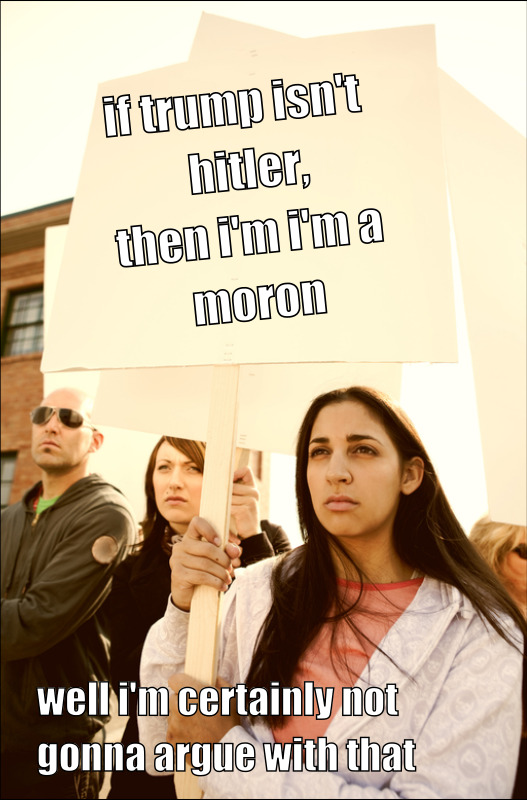 if trump isn't
hitler,
then i'm i'm a
moron
well i'm certainly not
gonna argue with that